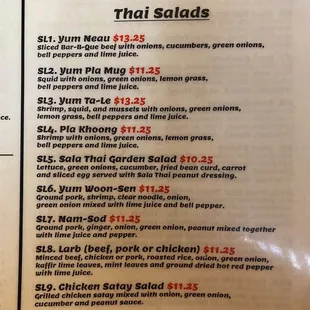 Thai Salads
SL1. Yum Neau $13.25
Sliced Bar-B-Que beef with onions, cucumbers, green onions,
bell peppers and lime juice.
SL2. Yum Pla Mug $11.25
Squid with onions, green onions, lemon grass,
bell peppers and lime juice.
SL3. Yum Ta-Le $13.25
Shrimp, squid, and mussels with onions, green onions,
lemon grass, bell peppers and lime juice.
ce.
SL4. Pla Khoong $11.25
Shrimp with onions, green onions, lemon grass,
bell peppers and lime juice.
SL5. Sala Thai Garden Salad $10.25
Lettuce, green onions, cucumber, fried bean curd, carrot
and sliced egg served with Sala Thai peanut dressing.
SL6. Yum Woon-Sen $11.25
Ground pork, shrimp, clear noodle, onion,
green onion mixed with lime juice and bell pepper.
SL7. Nam-Sod $11.25
Ground pork, ginger, onion, green onion, peanut mixed together
with lime juice and pepper.
SL8. Larb (beef, pork or chicken) $11.25
Minced beef, chicken or pork, roasted rice, onion, green onion,
kaffir lime leaves, mint leaves and ground dried hot red pepper
with lime juice.
SL9. Chicken Satay Salad $11.25
Grilled chicken satay mixed with onion, green onion,
cucumber and peanut sauce.